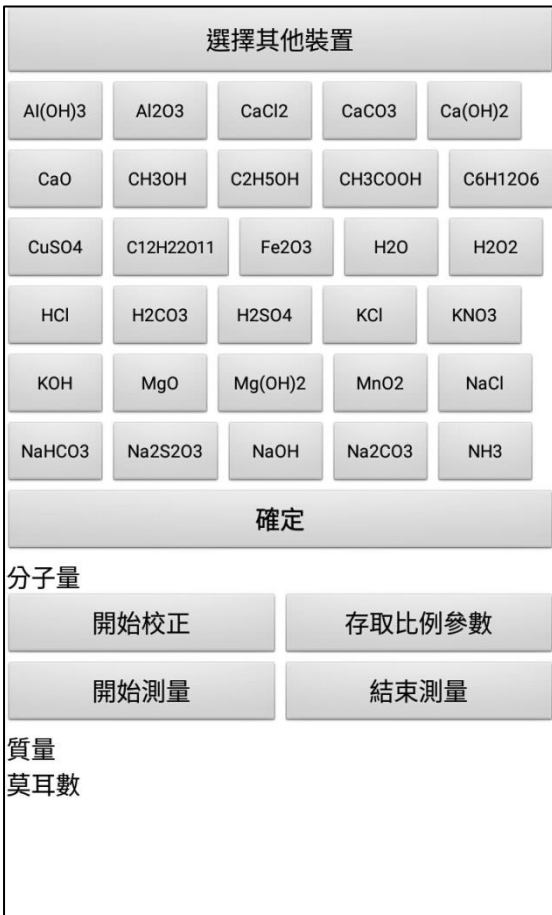 選擇其他裝置
Al(OH)3 Al2O3 CaCl2 CaCO3 Ca(OH)2
CaO CH3OH C2H5OH CH3COOH C6H12O6
CuSO4 C12H22O11 Fe2O3 H2O H2O2
HCl H2CO3 H2SO4 KCl KNO3
KOH MgO Mg(OH)2 MnO2 NaCl
NaHCO3 Na2S2O3 NaOH Na2CO3 NH3
確定
分子量
開始校正 存取比例參數
開始測量 結束測量
質量
莫耳數